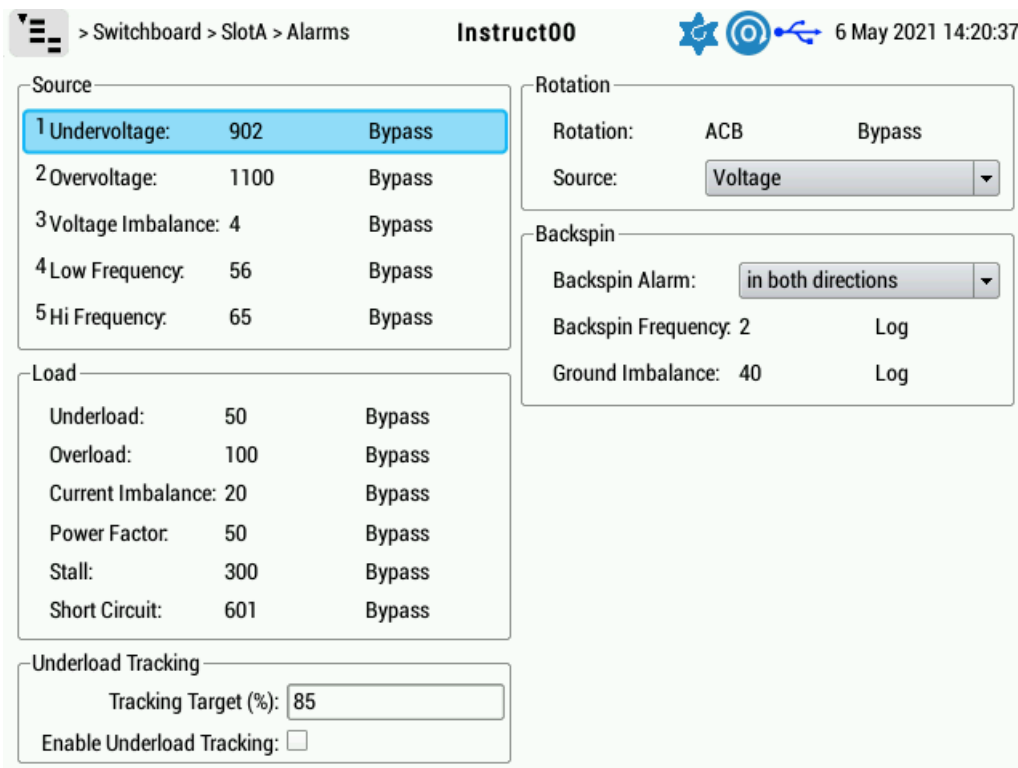 > Switchboard > SlotA > Alarms Instruct00 6 May 2021 14:20:37
Source
1 Undervoltage: 902 Bypass
2 Overvoltage: 1100 Bypass
3 Voltage Imbalance: 4 Bypass
4 Low Frequency: 56 Bypass
5 Hi Frequency: 65 Bypass
Load
Underload: 50 Bypass
Overload: 100 Bypass
Current Imbalance: 20 Bypass
Power Factor: 50 Bypass
Stall: 300 Bypass
Short Circuit: 601 Bypass
Underload Tracking
Tracking Target (%): 85
Enable Underload Tracking:
Rotation
Rotation: ACB Bypass
Source: Voltage
Backspin
Backspin Alarm: in both directions
Backspin Frequency: 2 Log
Ground Imbalance: 40 Log